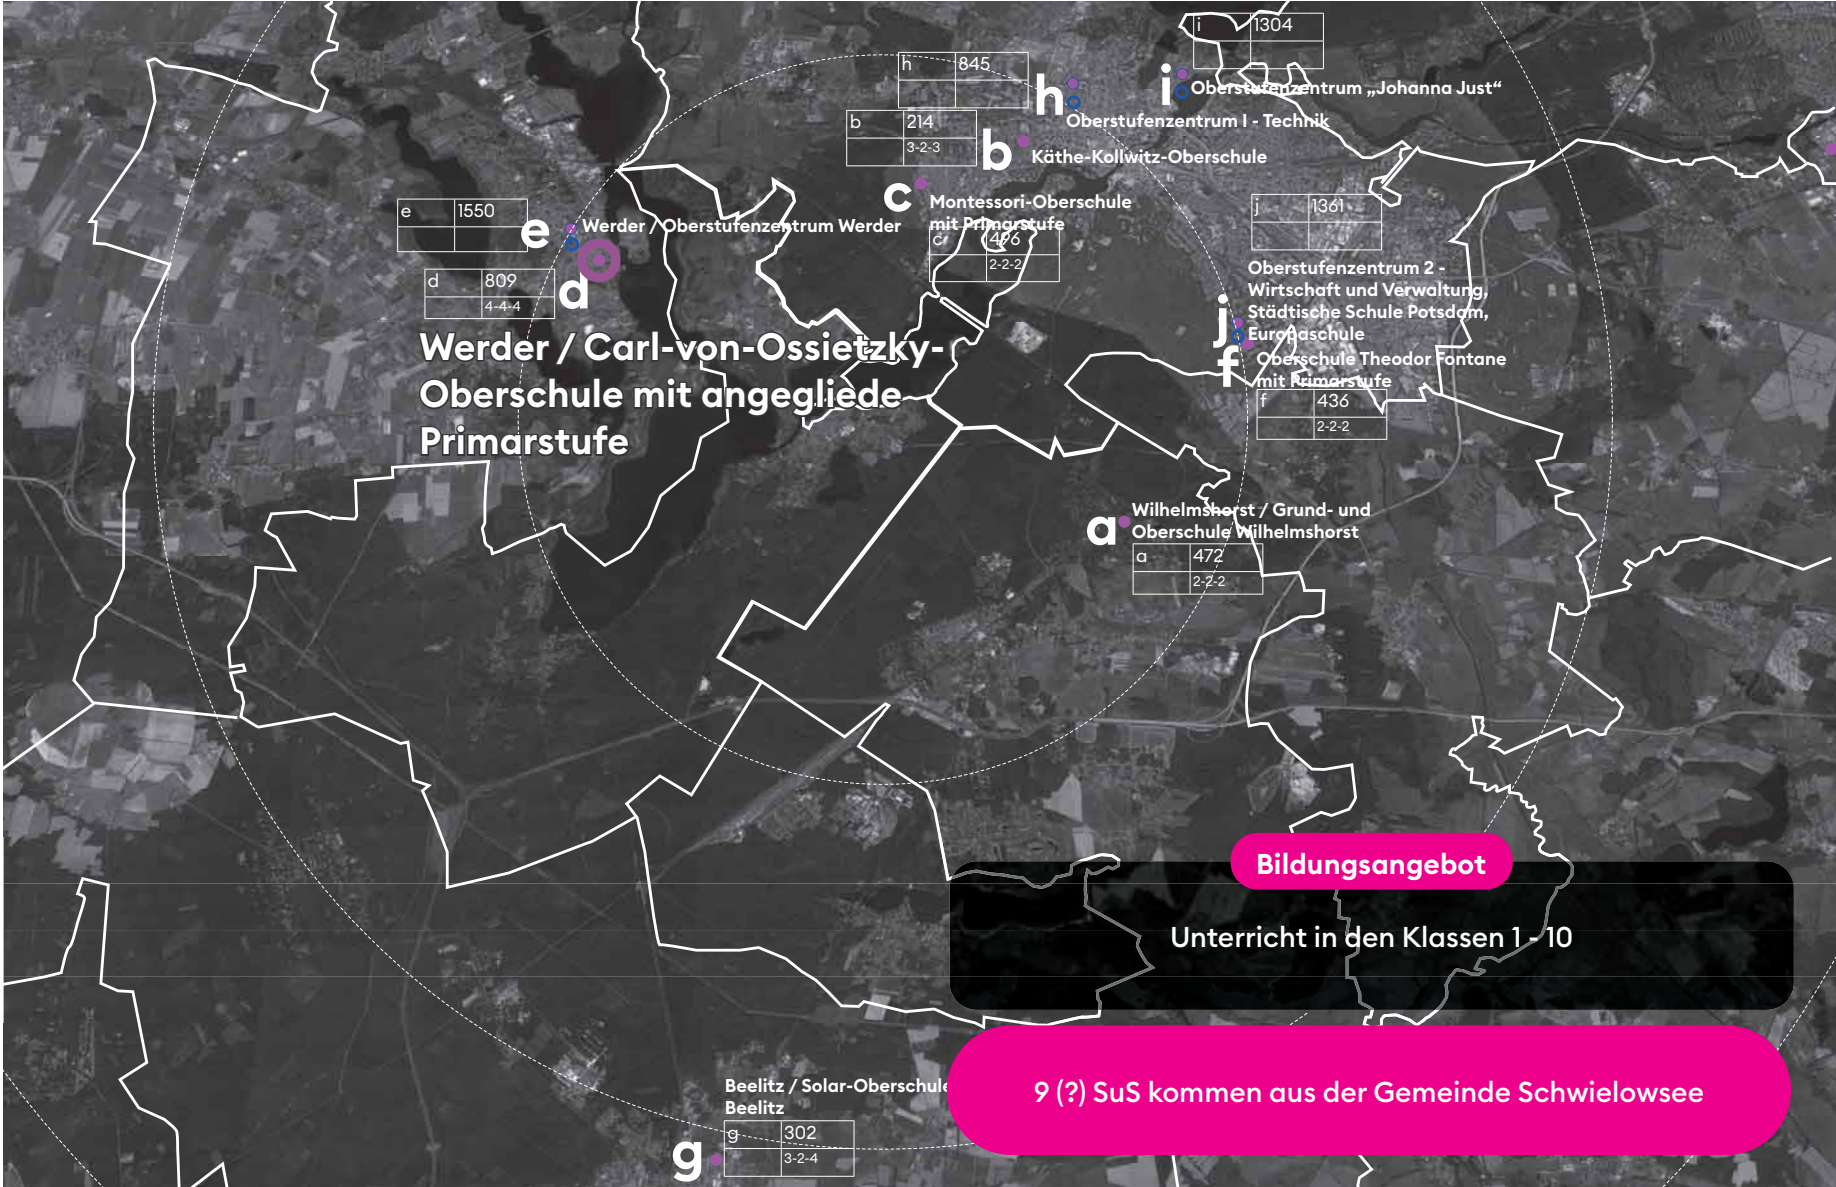 i 1304
h 845
h
i
Oberstufenzentrum „Johanna Just“
Oberstufenzentrum I - Technik
b 214
3-2-3
b
Käthe-Kollwitz-Oberschule
c
Montessori-Oberschule
mit Primarstufe
c 496
2-2-2
e 1550
e
Werder / Oberstufenzentrum Werder
d 809
4-4-4
d
Werder / Carl-von-Ossietzky-
Oberschule mit angegliede
Primarstufe
j 1361
Oberstufenzentrum 2 -
Wirtschaft und Verwaltung,
Städtische Schule Potsdam,
Europaschule
j
f
Oberschule Theodor Fontane
mit Primarstufe
f 436
2-2-2
a
Wilhelmshorst / Grund- und
Oberschule Wilhelmshorst
a 472
2-2-2
Bildungsangebot
Unterricht in den Klassen 1 - 10
9 (?) SuS kommen aus der Gemeinde Schwielowsee
Beelitz / Solar-Oberschule
Beelitz
g
g 302
3-2-4